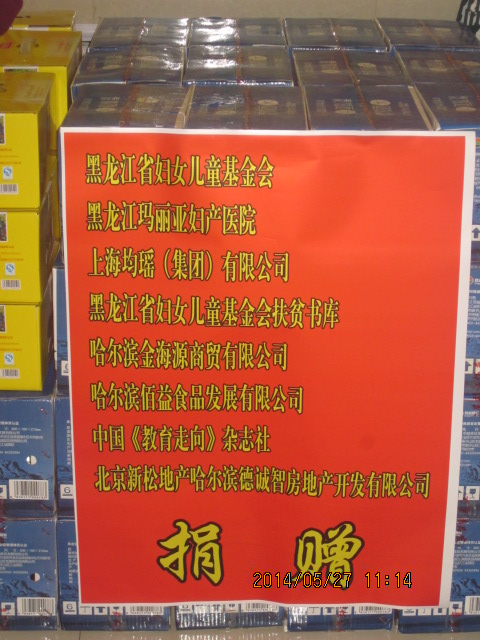 黑龙江省妇女儿童基金会
黑龙江玛丽亚妇产医院
上海均瑶（集团）有限公司
黑龙江省妇女儿童基金会扶贫书库
哈尔滨金海源商贸有限公司
哈尔滨佰益食品发展有限公司
中国《教育走向》杂志社
北京新松地产哈尔滨德诚智房地产开发有限公司
捐 赠
2014/05/27 11:14